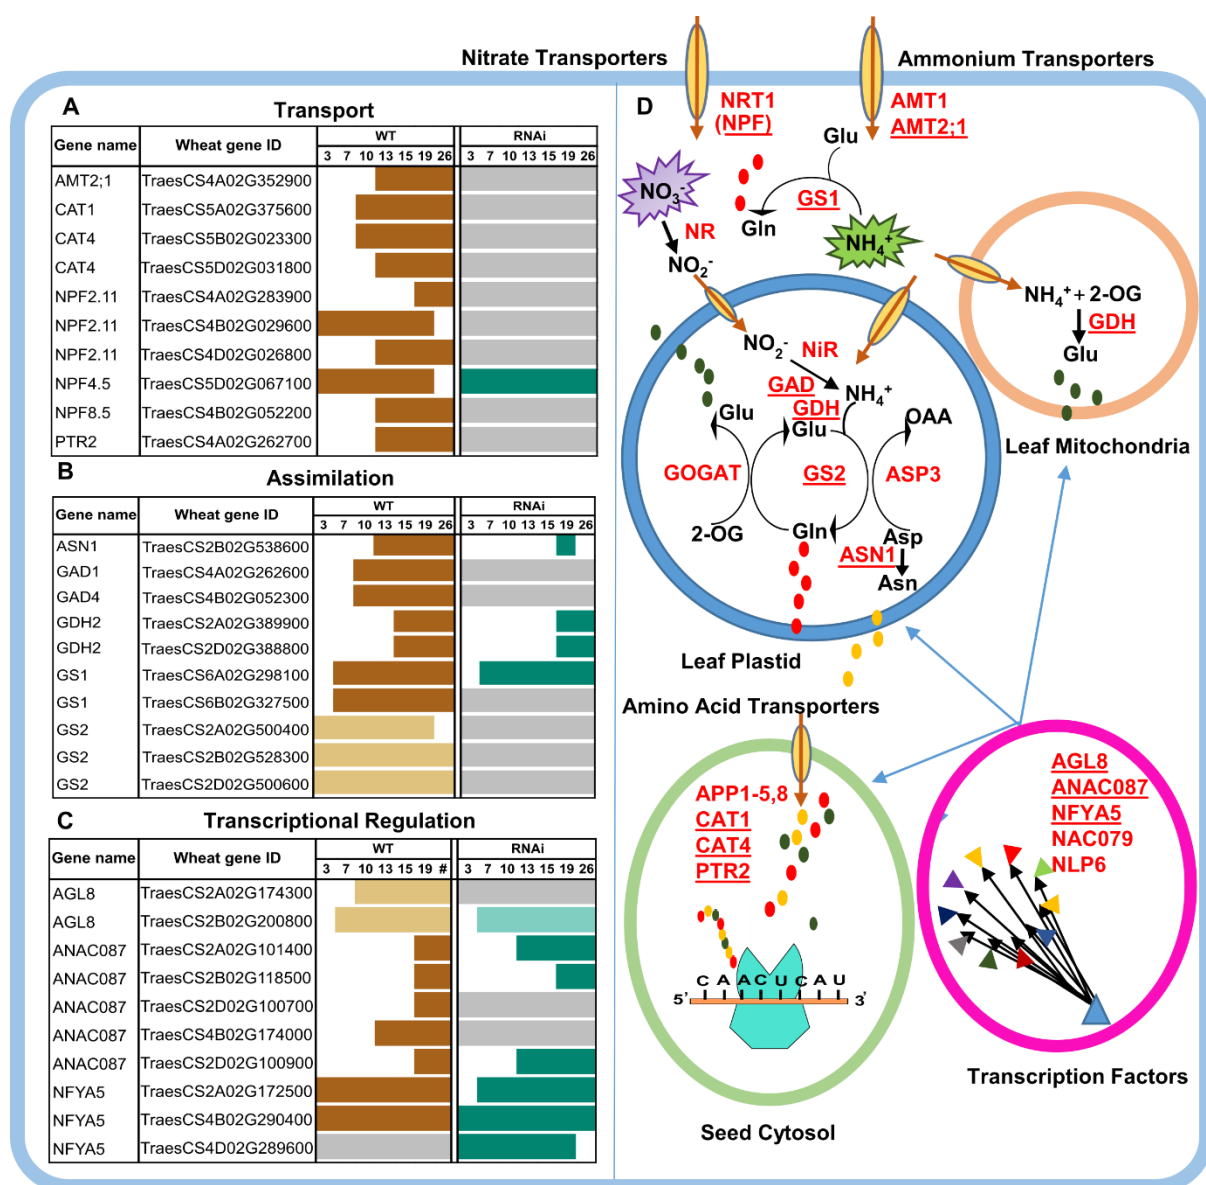 Nitrate Transporters
Ammonium Transporters
A
Transport
Gene name Wheat gene ID WT RNAi
3 7 10 13 15 19 26 3 7 10 13 15 19 26
AMT2;1 TraesCS4A02G352900
CAT1 TraesCS5A02G375600
CAT4 TraesCS5B02G023300
CAT4 TraesCS5D02G031800
NPF2.11 TraesCS4A02G283900
NPF2.11 TraesCS4B02G029600
NPF2.11 TraesCS4D02G026800
NPF4.5 TraesCS5D02G067100
NPF8.5 TraesCS4B02G052200
PTR2 TraesCS4A02G262700
B
Assimilation
Gene name Wheat gene ID WT RNAi
3 7 10 13 15 19 26 3 7 10 13 15 19 26
ASN1 TraesCS2B02G538600
GAD1 TraesCS4A02G262600
GAD4 TraesCS4B02G052300
GDH2 TraesCS2A02G389900
GDH2 TraesCS2D02G388800
GS1 TraesCS6A02G298100
GS1 TraesCS6B02G327500
GS2 TraesCS2A02G500400
GS2 TraesCS2B02G528300
GS2 TraesCS2D02G500600
C
Transcriptional Regulation
Gene name Wheat gene ID WT RNAi
3 7 10 13 15 19 # 3 7 10 13 15 19 26
AGL8 TraesCS2A02G174300
AGL8 TraesCS2B02G200800
ANAC087 TraesCS2A02G101400
ANAC087 TraesCS2B02G118500
ANAC087 TraesCS2D02G100700
ANAC087 TraesCS4B02G174000
ANAC087 TraesCS2D02G100900
NFYA5 TraesCS2A02G172500
NFYA5 TraesCS4B02G290400
NFYA5 TraesCS4D02G289600
D
NRT1
(NPF)
AMT1
AMT2;1
Glu
NO₃⁻
GS1
Gln
NR
NH₄⁺
NO₂⁻
NH₄⁺ + 2-OG
GDH
Glu
Leaf Mitochondria
NO₂⁻
NiR
GAD
NH₄⁺
GDH
Glu
Glu
OAA
GOGAT
GS2
ASP3
2-OG
Gln
Asp
ASN1
Asn
Leaf Plastid
Amino Acid Transporters
APP1-5,8
CAT1
CAT4
PTR2
C A A C U C A U
5' 3'
Seed Cytosol
AGL8
ANAC087
NFYA5
NAC079
NLP6
Transcription Factors